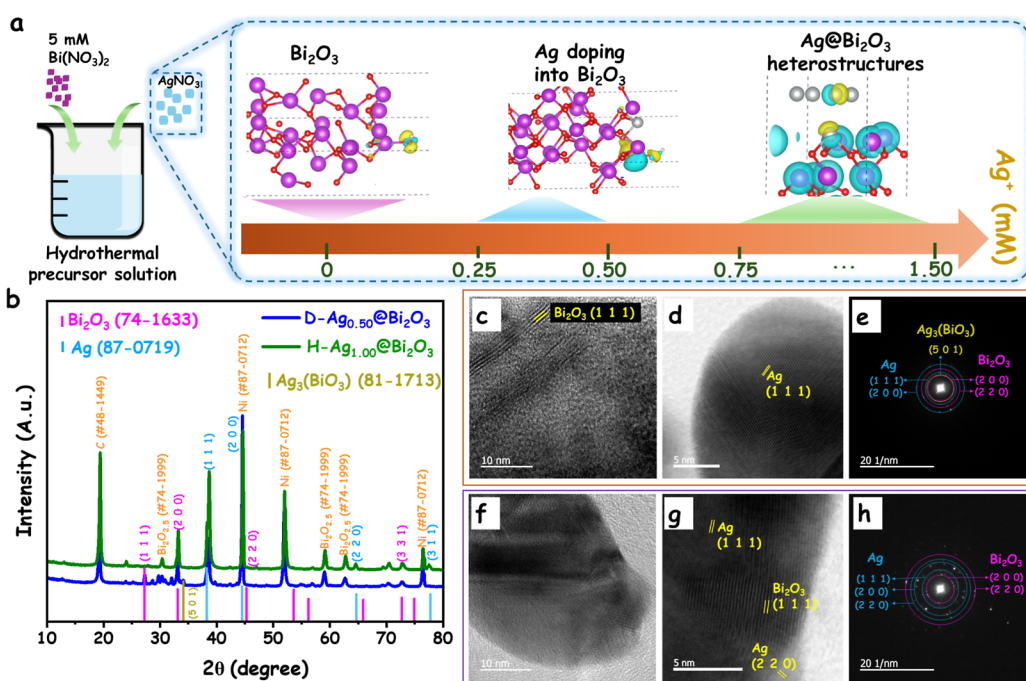 a
5 mM
Bi(NO₃)₂
AgNO₃
Hydrothermal
precursor solution
Bi₂O₃
Ag doping
into Bi₂O₃
Ag@Bi₂O₃
heterostructures
0
0.25
0.50
0.75
...
1.50
Ag⁺ (mM)
b
Bi₂O₃ (74-1633)
Ag (87-0719)
D-Ag₀.₅₀@Bi₂O₃
H-Ag₁.₀₀@Bi₂O₃
Ag₃(BiO₃) (81-1713)
C (#48-1449)
(1 1 1)
Bi₂O₂.₅ (#74-1999)
(2 0 0)
(5 0 1)
(1 1 1)
(2 0 0)
Ni (#87-0712)
(2 2 0)
Ni (#87-0712)
Bi₂O₂.₅ (#74-1999)
Bi₂O₂.₅ (#74-1999)
(2 2 0)
(3 3 1)
Ni (#87-0712)
(3 1 1)
Intensity (A.u.)
10
20
30
40
50
60
70
80
2θ (degree)
c
Bi₂O₃ (1 1 1)
10 nm
d
Ag
(1 1 1)
5 nm
e
Ag₃(BiO₃)
(5 0 1)
Ag
(1 1 1)
(2 0 0)
Bi₂O₃
(2 0 0)
(2 2 0)
20 1/nm
f
10 nm
g
Ag
(1 1 1)
Bi₂O₃
(1 1 1)
Ag
(2 2 0)
5 nm
h
Ag
(1 1 1)
(2 0 0)
(2 2 0)
Bi₂O₃
(2 0 0)
(2 2 0)
20 1/nm